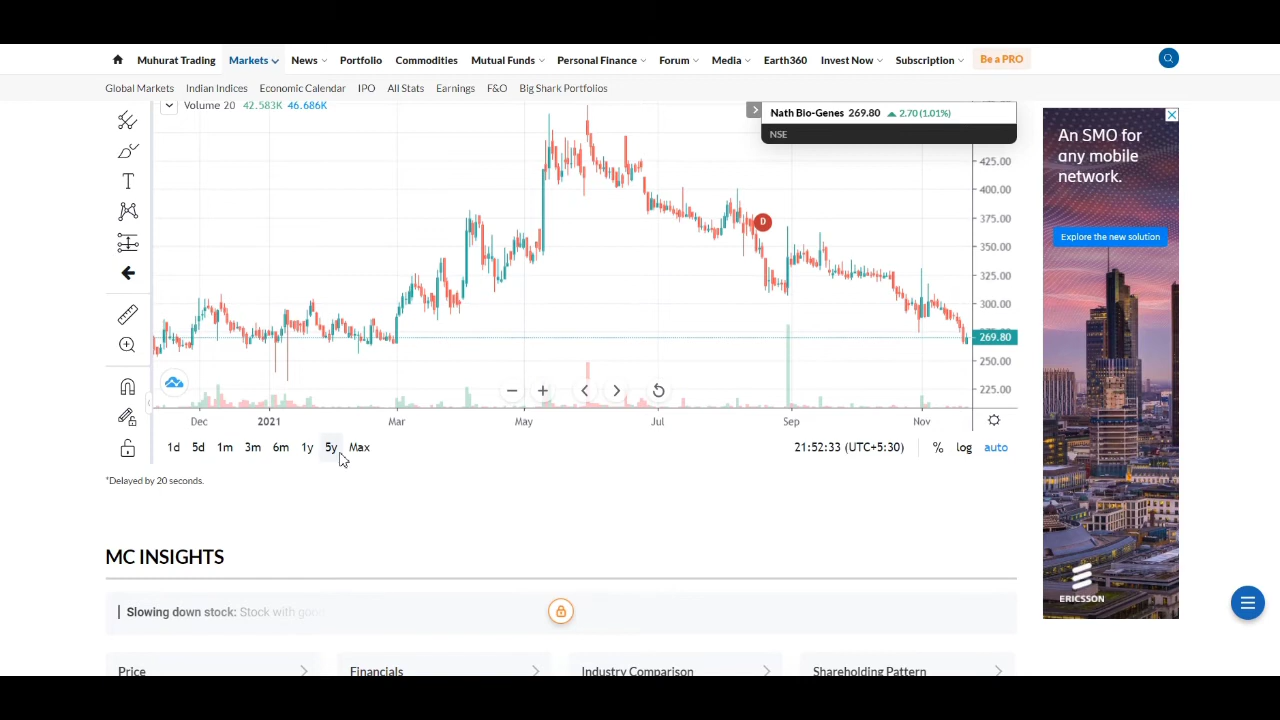 Muhurat Trading Markets News Portfolio Commodities Mutual Funds Personal Finance Forum Media Earth360 Invest Now Subscription Be a PRO
Global Markets Indian Indices Economic Calendar IPO All Stats Earnings F&O Big Shark Portfolios
Volume 20 42.583K 46.686K
Nath Bio-Genes 269.80 2.70 (1.01%)
NSE
425.00
400.00
375.00
350.00
325.00
300.00
269.80
250.00
225.00
D
T
Dec 2021 Mar May Jul Sep Nov
1d 5d 1m 3m 6m 1y 5y Max 21:52:33 (UTC+5:30) % log auto
*Delayed by 20 seconds.
MC INSIGHTS
Slowing down stock: Stock with good
Price Financials Industry Comparison Shareholding Pattern
An SMO for
any mobile
network.
Explore the new solution
ERICSSON